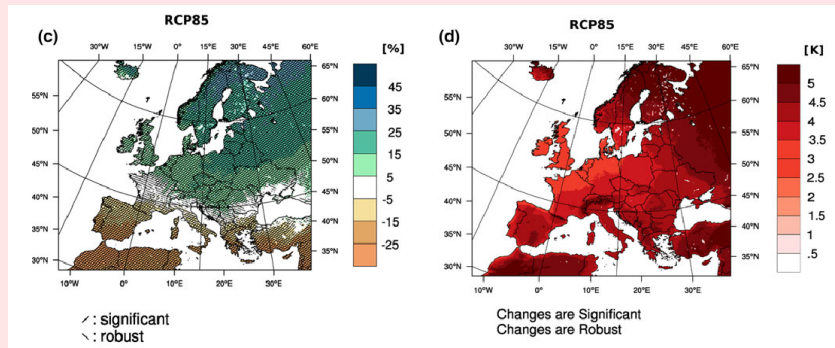 RCP85
(c)
[%]
30°W 15°W 0° 15°E 30°E 45°E 60°E
65°N
60°N
55°N
50°N
45°N
40°N
35°N
55°N
50°N
45°N
40°N
35°N
30°N
10°W 0° 10°E 20°E 30°E
45
35
25
15
5
-5
-15
-25
⁄ : significant
\ : robust
RCP85
(d)
[K]
30°W 15°W 0° 15°E 30°E 45°E 60°E
65°N
60°N
55°N
50°N
45°N
40°N
35°N
55°N
50°N
45°N
40°N
35°N
30°N
10°W 0° 10°E 20°E 30°E
5
4.5
4
3.5
3
2.5
2
1.5
1
.5
Changes are Significant
Changes are Robust